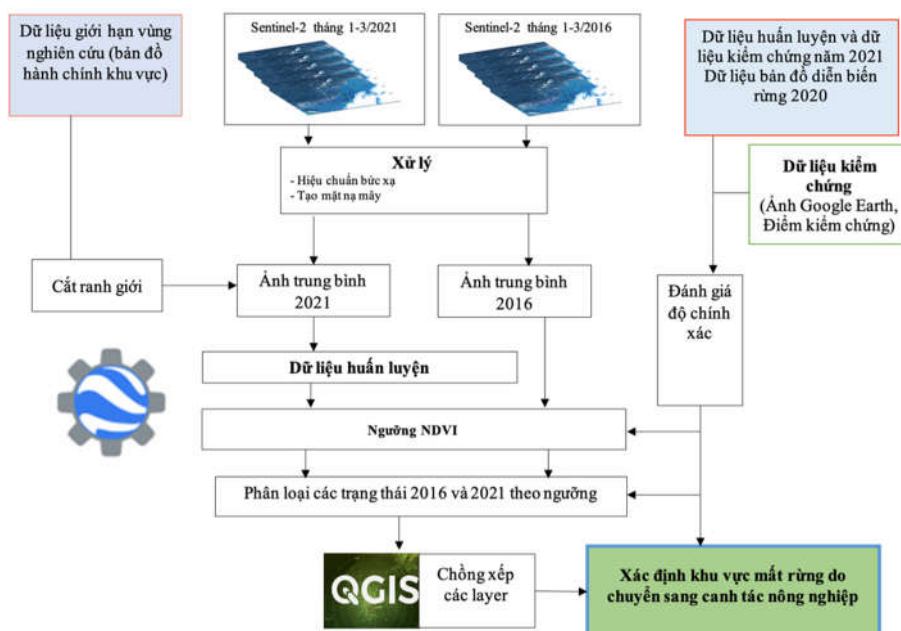 Dữ liệu giới hạn vùng
nghiên cứu (bản đồ
hành chính khu vực)
Sentinel-2 tháng 1-3/2021
Sentinel-2 tháng 1-3/2016
Dữ liệu huấn luyện và dữ
liệu kiểm chứng năm 2021
Dữ liệu bản đồ diễn biến
rừng 2020
Xử lý
- Hiệu chuẩn bức xạ
- Tạo mặt nạ mây
Dữ liệu kiểm
chứng
(Ảnh Google Earth,
Điểm kiểm chứng)
Cắt ranh giới
Ảnh trung bình
2021
Ảnh trung bình
2016
Đánh giá
độ chính
xác
Dữ liệu huấn luyện
Ngưỡng NDVI
Phân loại các trạng thái 2016 và 2021 theo ngưỡng
QGIS
Chồng xếp
các layer
Xác định khu vực mất rừng do
chuyển sang canh tác nông nghiệp